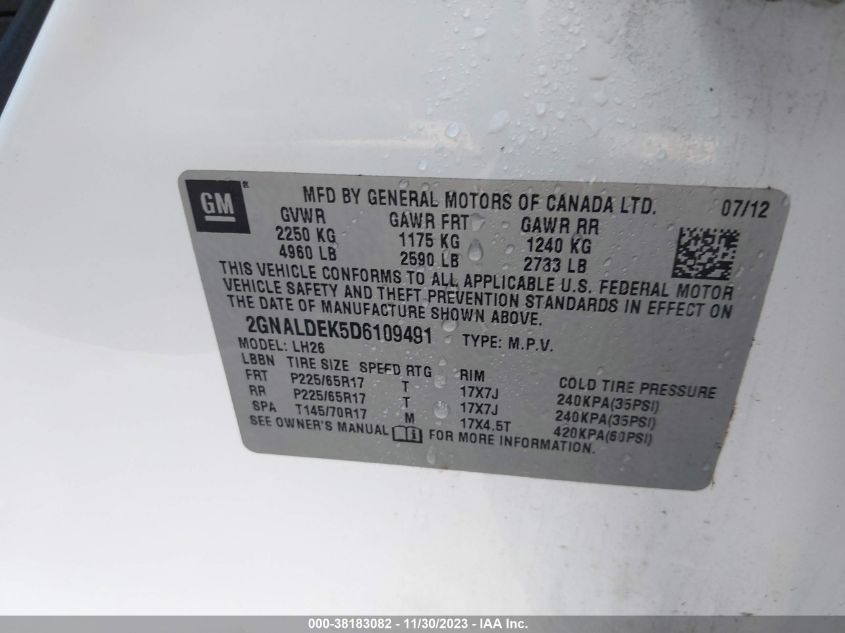 GM® MFD BY GENERAL MOTORS OF CANADA LTD. 07/12
GVWR GAWR FRT GAWR RR
2250 KG 1175 KG 1240 KG
4960 LB 2590 LB 2733 LB
THIS VEHICLE CONFORMS TO ALL APPLICABLE U.S. FEDERAL MOTOR
VEHICLE SAFETY AND THEFT PREVENTION STANDARDS IN EFFECT ON
THE DATE OF MANUFACTURE SHOWN ABOVE.
2GNALDEK5D6109491 TYPE: M.P.V.
MODEL: LH26
LBBN TIRE SIZE SPEED RTG RIM COLD TIRE PRESSURE
FRT P225/65R17 T 17X7J 240KPA(35PSI)
RR P225/65R17 T 17X7J 240KPA(35PSI)
SPA T145/70R17 M 17X4.5T 420KPA(60PSI)
SEE OWNER'S MANUAL FOR MORE INFORMATION.
000-38183082 - 11/30/2023 - IAA Inc.